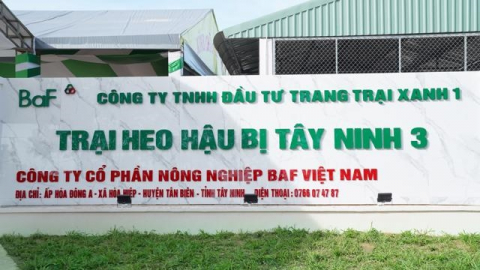 BaF CÔNG TY TNHH ĐẦU TƯ TRANG TRẠI XANH 1
TRẠI HEO HẬU BỊ TÂY NINH 3
CÔNG TY CỔ PHẦN NÔNG NGHIỆP BAF VIỆT NAM
ĐỊA CHỈ: ẤP HÒA ĐÔNG A - XÃ HÒA HIỆP - HUYỆN TÂN BIÊN - TỈNH TÂY NINH - ĐIỆN THOẠI : 0766 07 47 87